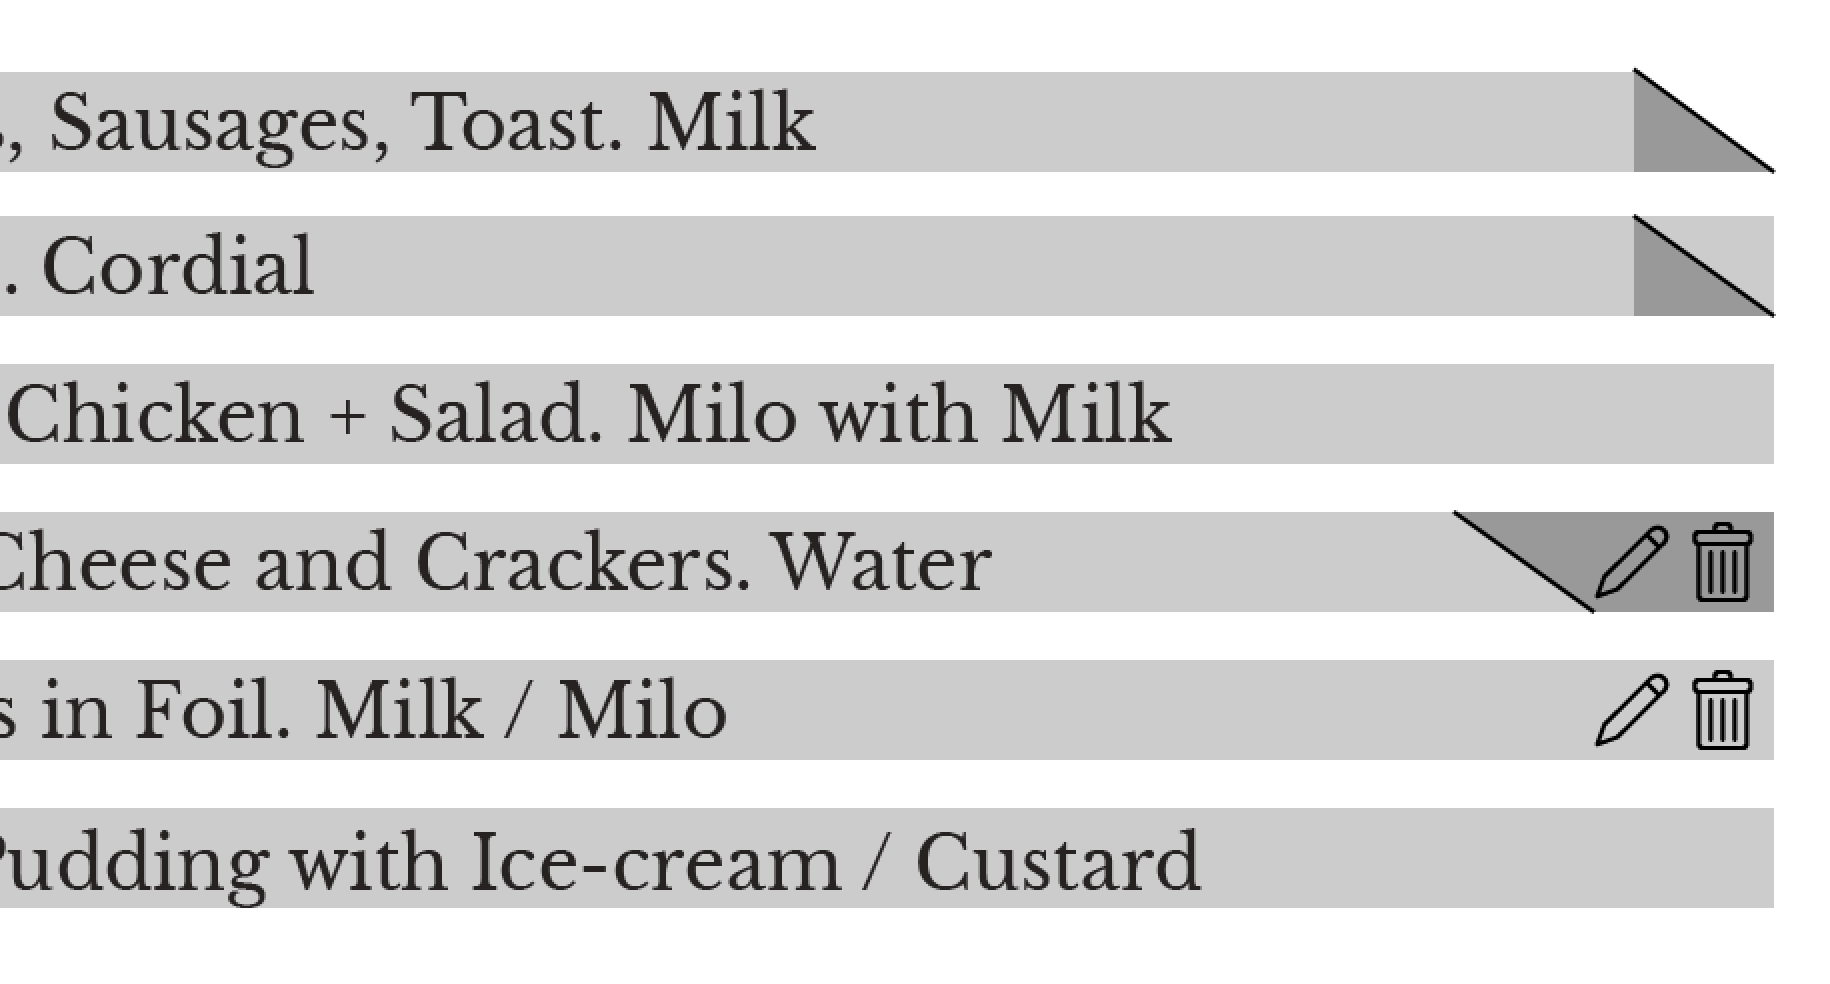 , Sausages, Toast. Milk
. Cordial
Chicken + Salad. Milo with Milk
Cheese and Crackers. Water
s in Foil. Milk / Milo
Pudding with Ice-cream / Custard